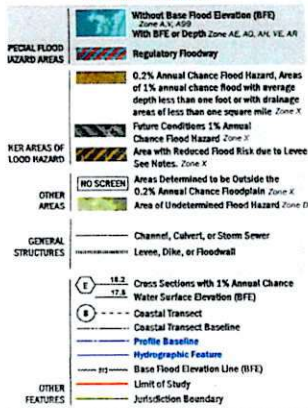 Without Base Flood Elevation (BFE)
Zone A,V, A99
With BFE or Depth Zone AE, AO, AH, VE, AR
PECIAL FLOOD
HAZARD AREAS
Regulatory Floodway
0.2% Annual Chance Flood Hazard, Areas
of 1% annual chance flood with average
depth less than one foot or with drainage
areas of less than one square mile Zone X
Future Conditions 1% Annual
Chance Flood Hazard Zone X
HER AREAS OF
LOOD HAZARD
Area with Reduced Flood Risk due to Levee
See Notes. Zone X
NO SCREEN
Areas Determined to be Outside the
0.2% Annual Chance Floodplain Zone X
OTHER
AREAS
Area of Undetermined Flood Hazard Zone D
GENERAL
STRUCTURES
Channel, Culvert, or Storm Sewer
Levee, Dike, or Floodwall
E 18.2 Cross Sections with 1% Annual Chance
17.5 Water Surface Elevation (BFE)
8 Coastal Transect
Coastal Transect Baseline
Profile Baseline
Hydrographic Feature
Base Flood Elevation Line (BFE)
OTHER
FEATURES
Limit of Study
Jurisdiction Boundary